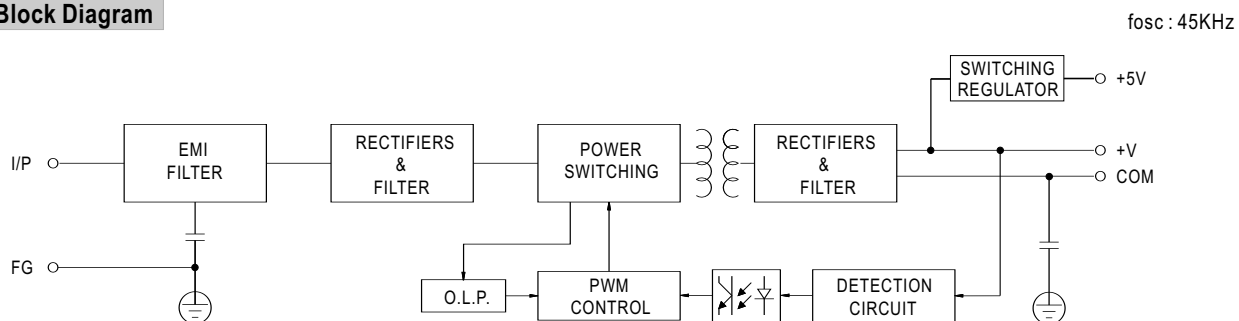 Block Diagram
fosc : 45KHz
SWITCHING
REGULATOR
+5V
I/P
EMI
FILTER
RECTIFIERS
&
FILTER
POWER
SWITCHING
RECTIFIERS
&
FILTER
+V
COM
FG
O.L.P.
PWM
CONTROL
DETECTION
CIRCUIT